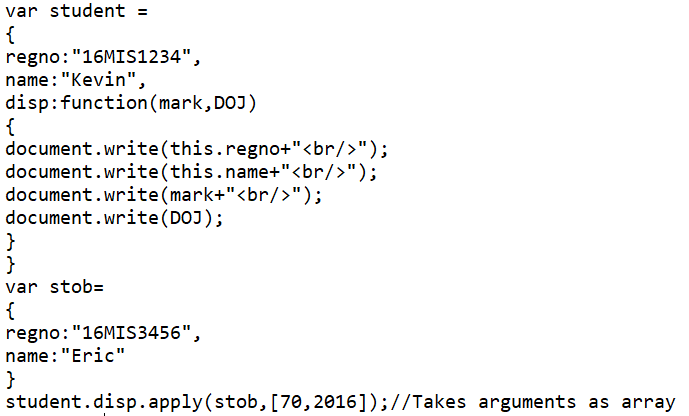 var student =
{
regno:"16MIS1234",
name:"Kevin",
disp:function(mark,DOJ)
{
document.write(this.regno+"<br/>");
document.write(this.name+"<br/>");
document.write(mark+"<br/>");
document.write(DOJ);
}
}
var stob=
{
regno:"16MIS3456",
name:"Eric"
}
student.disp.apply(stob,[70,2016]);//Takes arguments as array